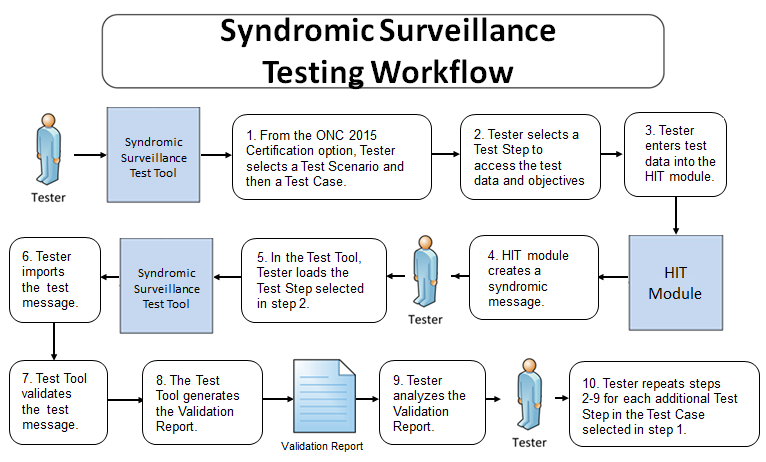 Syndromic Surveillance
Testing Workflow
Tester
Syndromic
Surveillance
Test Tool
1. From the ONC 2015
Certification option, Tester
selects a Test Scenario and
then a Test Case.
2. Tester selects a
Test Step to
access the test
data and objectives
3. Tester
enters test
data into the
HIT module.
HIT
Module
4. HIT module
creates a
syndromic
message.
Tester
5. In the Test Tool,
Tester loads the
Test Step selected
in step 2.
Syndromic
Surveillance
Test Tool
6. Tester
imports
the test
message.
7. Test Tool
validates
the test
message.
8. The Test
Tool generates
the Validation
Report.
Validation Report
9. Tester
analyzes the
Validation
Report.
Tester
10. Tester repeats steps
2-9 for each additional Test
Step in the Test Case
selected in step 1.